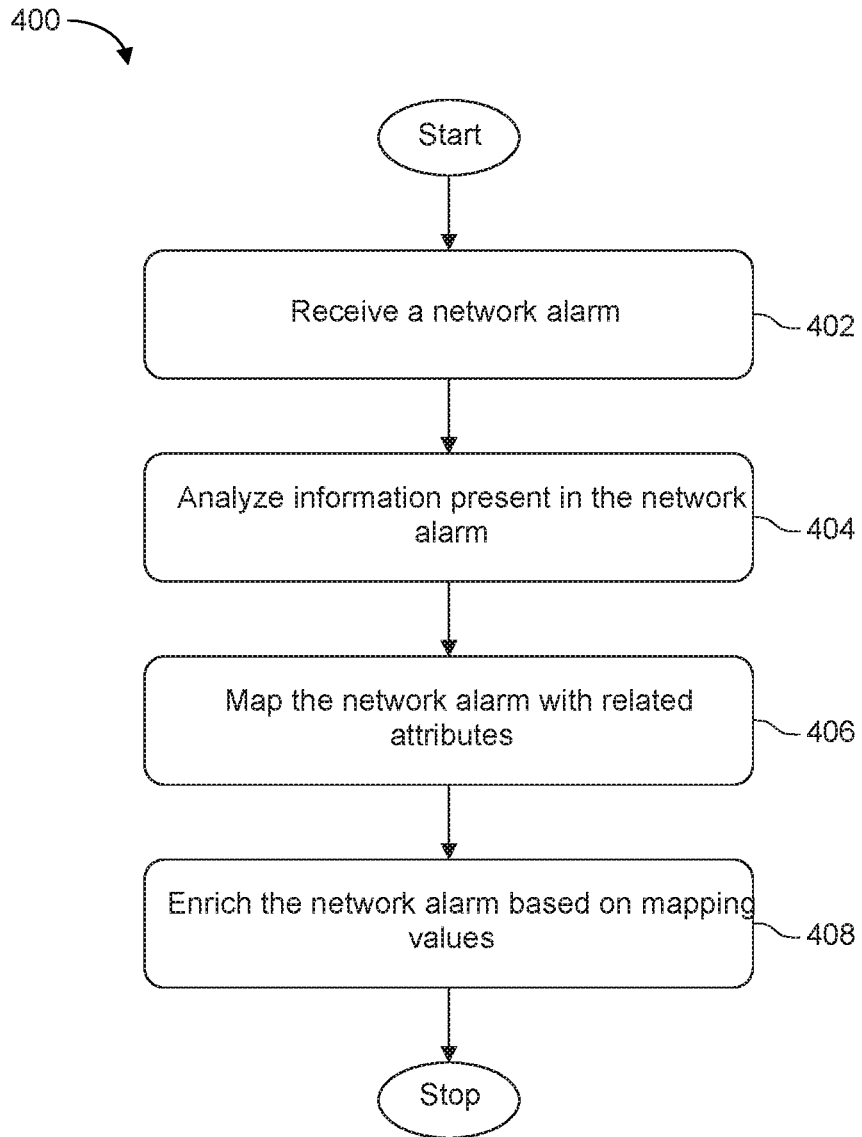 400
Start
Receive a network alarm
402
Analyze information present in the network
alarm
404
Map the network alarm with related
attributes
406
Enrich the network alarm based on mapping
values
408
Stop